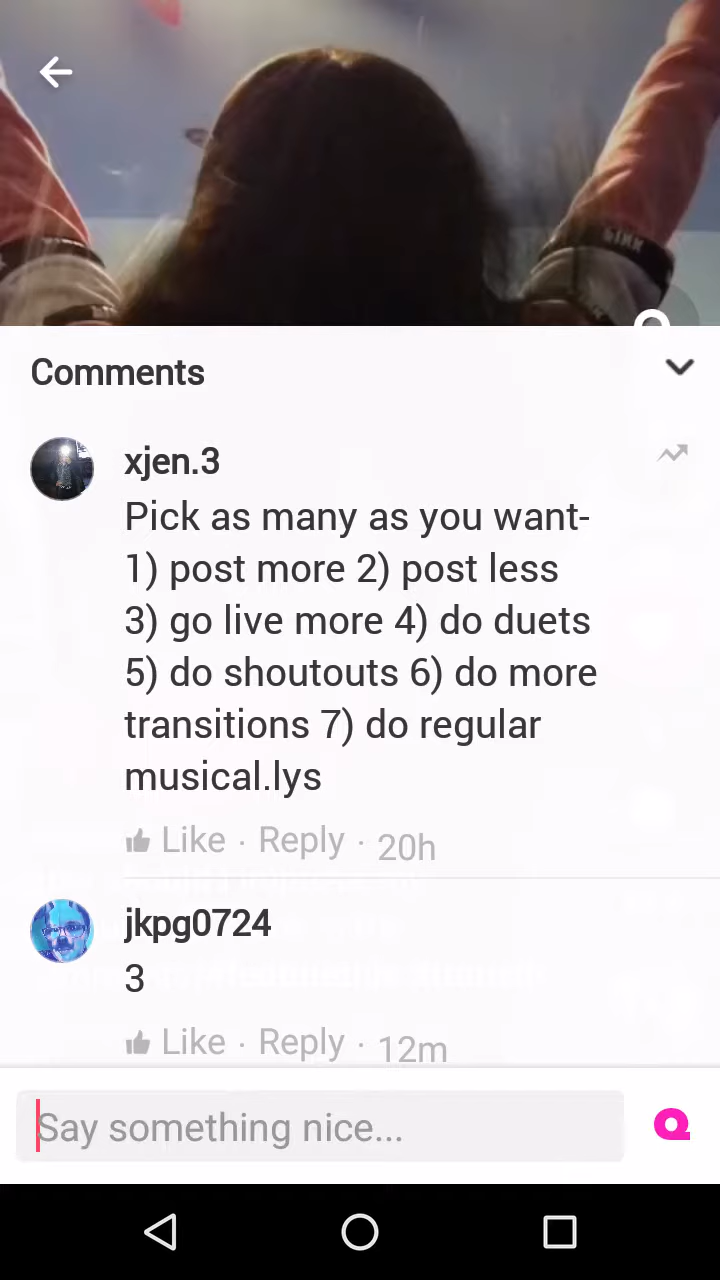 Comments
xjen.3
Pick as many as you want-
1) post more 2) post less
3) go live more 4) do duets
5) do shoutouts 6) do more
transitions 7) do regular
musical.lys
Like · Reply · 20h
jkpg0724
3
Like · Reply · 12m
Say something nice...